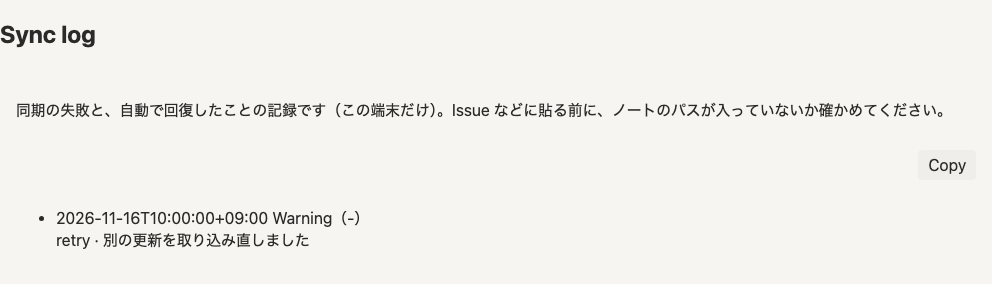 Sync log
同期の失敗と、自動で回復したことの記録です（この端末だけ）。Issue などに貼る前に、ノートのパスが入っていないか確かめてください。
Copy
• 2026-11-16T10:00:00+09:00 Warning（-）
retry · 別の更新を取り込み直しました